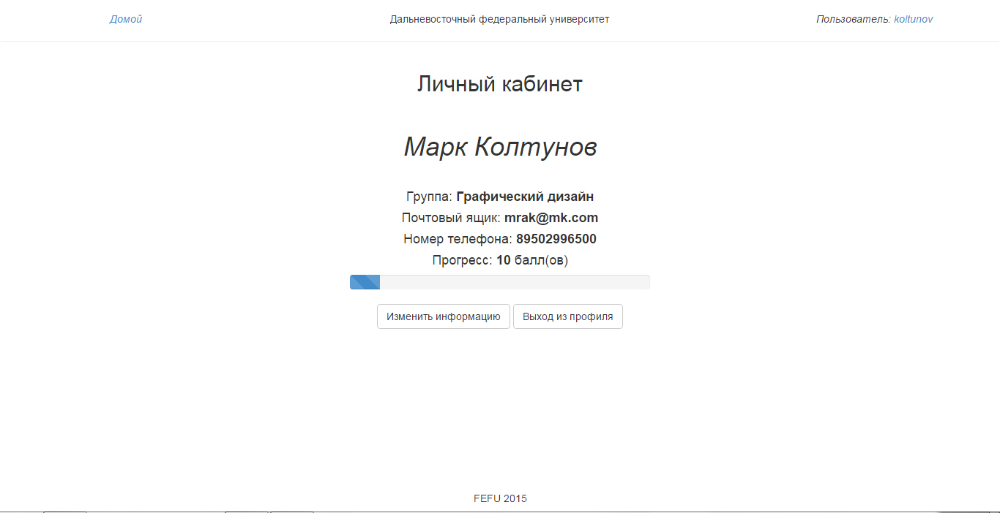 Домой Дальневосточный федеральный университет Пользователь: koltunov
Личный кабинет
Марк Колтунов
Группа: Графический дизайн
Почтовый ящик: mrak@mk.com
Номер телефона: 89502996500
Прогресс: 10 балл(ов)
Изменить информацию Выход из профиля
FEFU 2015